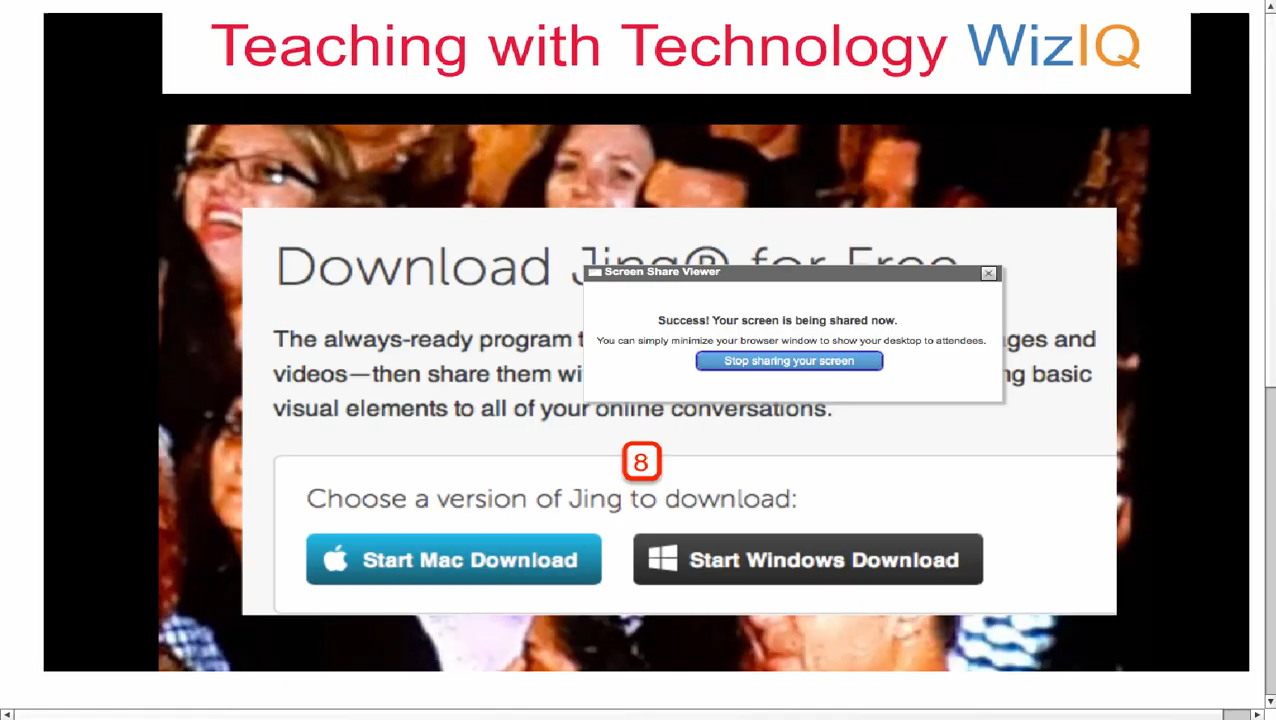 Teaching with Technology WizIQ
Download Jing® for Free
Screen Share Viewer
Success! Your screen is being shared now.
You can simply minimize your browser window to show your desktop to attendees.
Stop sharing your screen
The always-ready program
and
videos—then share them
basic
visual elements to all of your online conversations.
8
Choose a version of Jing to download:
Start Mac Download
Start Windows Download